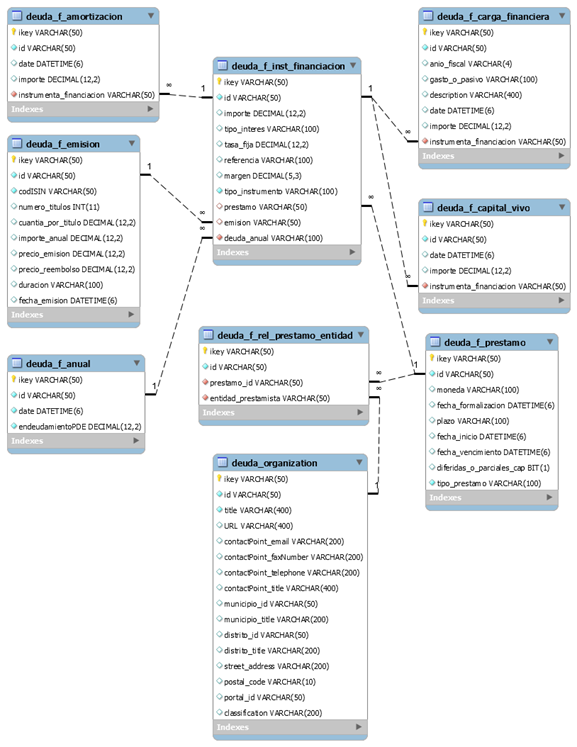 deuda_f_amortizacion
ikey VARCHAR(50)
id VARCHAR(50)
date DATETIME(6)
importe DECIMAL(12,2)
instrumenta_financiacion VARCHAR(50)
Indexes
deuda_f_emision
ikey VARCHAR(50)
id VARCHAR(50)
codISIN VARCHAR(50)
numero_titulos INT(11)
cuantia_por_titulo DECIMAL(12,2)
importe_anual DECIMAL(12,2)
precio_emision DECIMAL(12,2)
precio_reembolso DECIMAL(12,2)
duracion VARCHAR(100)
fecha_emision DATETIME(6)
Indexes
deuda_f_anual
ikey VARCHAR(50)
id VARCHAR(50)
date DATETIME(6)
endeudamientoPDE DECIMAL(12,2)
Indexes
deuda_f_inst_financiacion
ikey VARCHAR(50)
id VARCHAR(50)
importe DECIMAL(12,2)
tipo_interes VARCHAR(100)
tasa_fija DECIMAL(12,2)
referencia VARCHAR(100)
margen DECIMAL(5,3)
tipo_instrumento VARCHAR(100)
prestamo VARCHAR(50)
emision VARCHAR(50)
deuda_anual VARCHAR(100)
Indexes
deuda_f_rel_prestamo_entidad
ikey VARCHAR(50)
id VARCHAR(50)
prestamo_id VARCHAR(50)
entidad_prestamista VARCHAR(50)
Indexes
deuda_organization
ikey VARCHAR(50)
id VARCHAR(50)
title VARCHAR(400)
URL VARCHAR(400)
contactPoint_email VARCHAR(200)
contactPoint_faxNumber VARCHAR(200)
contactPoint_telephone VARCHAR(200)
contactPoint_title VARCHAR(400)
municipio_id VARCHAR(50)
municipio_title VARCHAR(200)
distrito_id VARCHAR(50)
distrito_title VARCHAR(200)
street_address VARCHAR(200)
postal_code VARCHAR(10)
portal_id VARCHAR(50)
classification VARCHAR(200)
Indexes
deuda_f_carga_financiera
ikey VARCHAR(50)
id VARCHAR(50)
anio_fiscal VARCHAR(4)
gasto_o_pasivo VARCHAR(100)
description VARCHAR(400)
date DATETIME(6)
importe DECIMAL(12,2)
instrumenta_financiacion VARCHAR(50)
Indexes
deuda_f_capital_vivo
ikey VARCHAR(50)
id VARCHAR(50)
date DATETIME(6)
importe DECIMAL(12,2)
instrumenta_financiacion VARCHAR(50)
Indexes
deuda_f_prestamo
ikey VARCHAR(50)
id VARCHAR(50)
moneda VARCHAR(100)
fecha_formalizacion DATETIME(6)
plazo VARCHAR(100)
fecha_inicio DATETIME(6)
fecha_vencimiento DATETIME(6)
diferidas_o_parciales_cap BIT(1)
tipo_prestamo VARCHAR(100)
Indexes
∞
1
1
∞
∞
1
1
∞
∞
∞
1
∞
∞
1